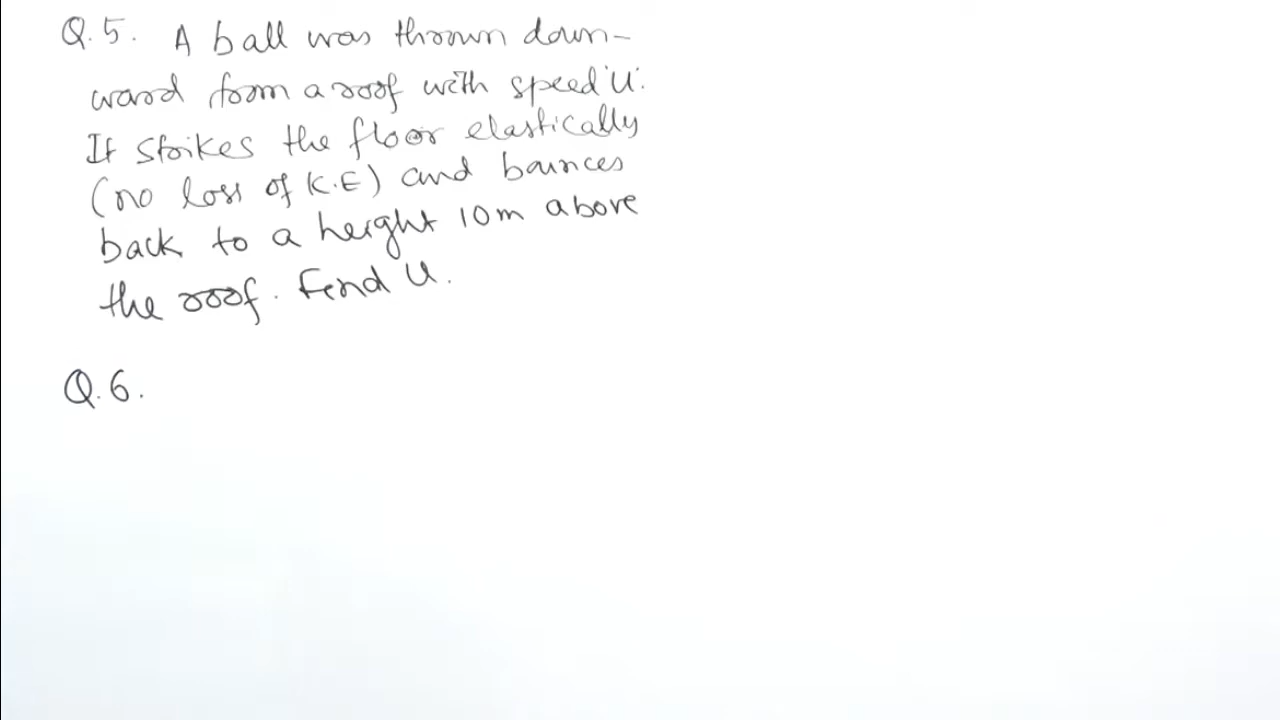 Q.5. A ball was thrown down-
ward from a roof with speed 'u'.
It strikes the floor elastically
(no loss of K.E) and bounces
back to a height 10m above
the roof. Find u.
Q.6.